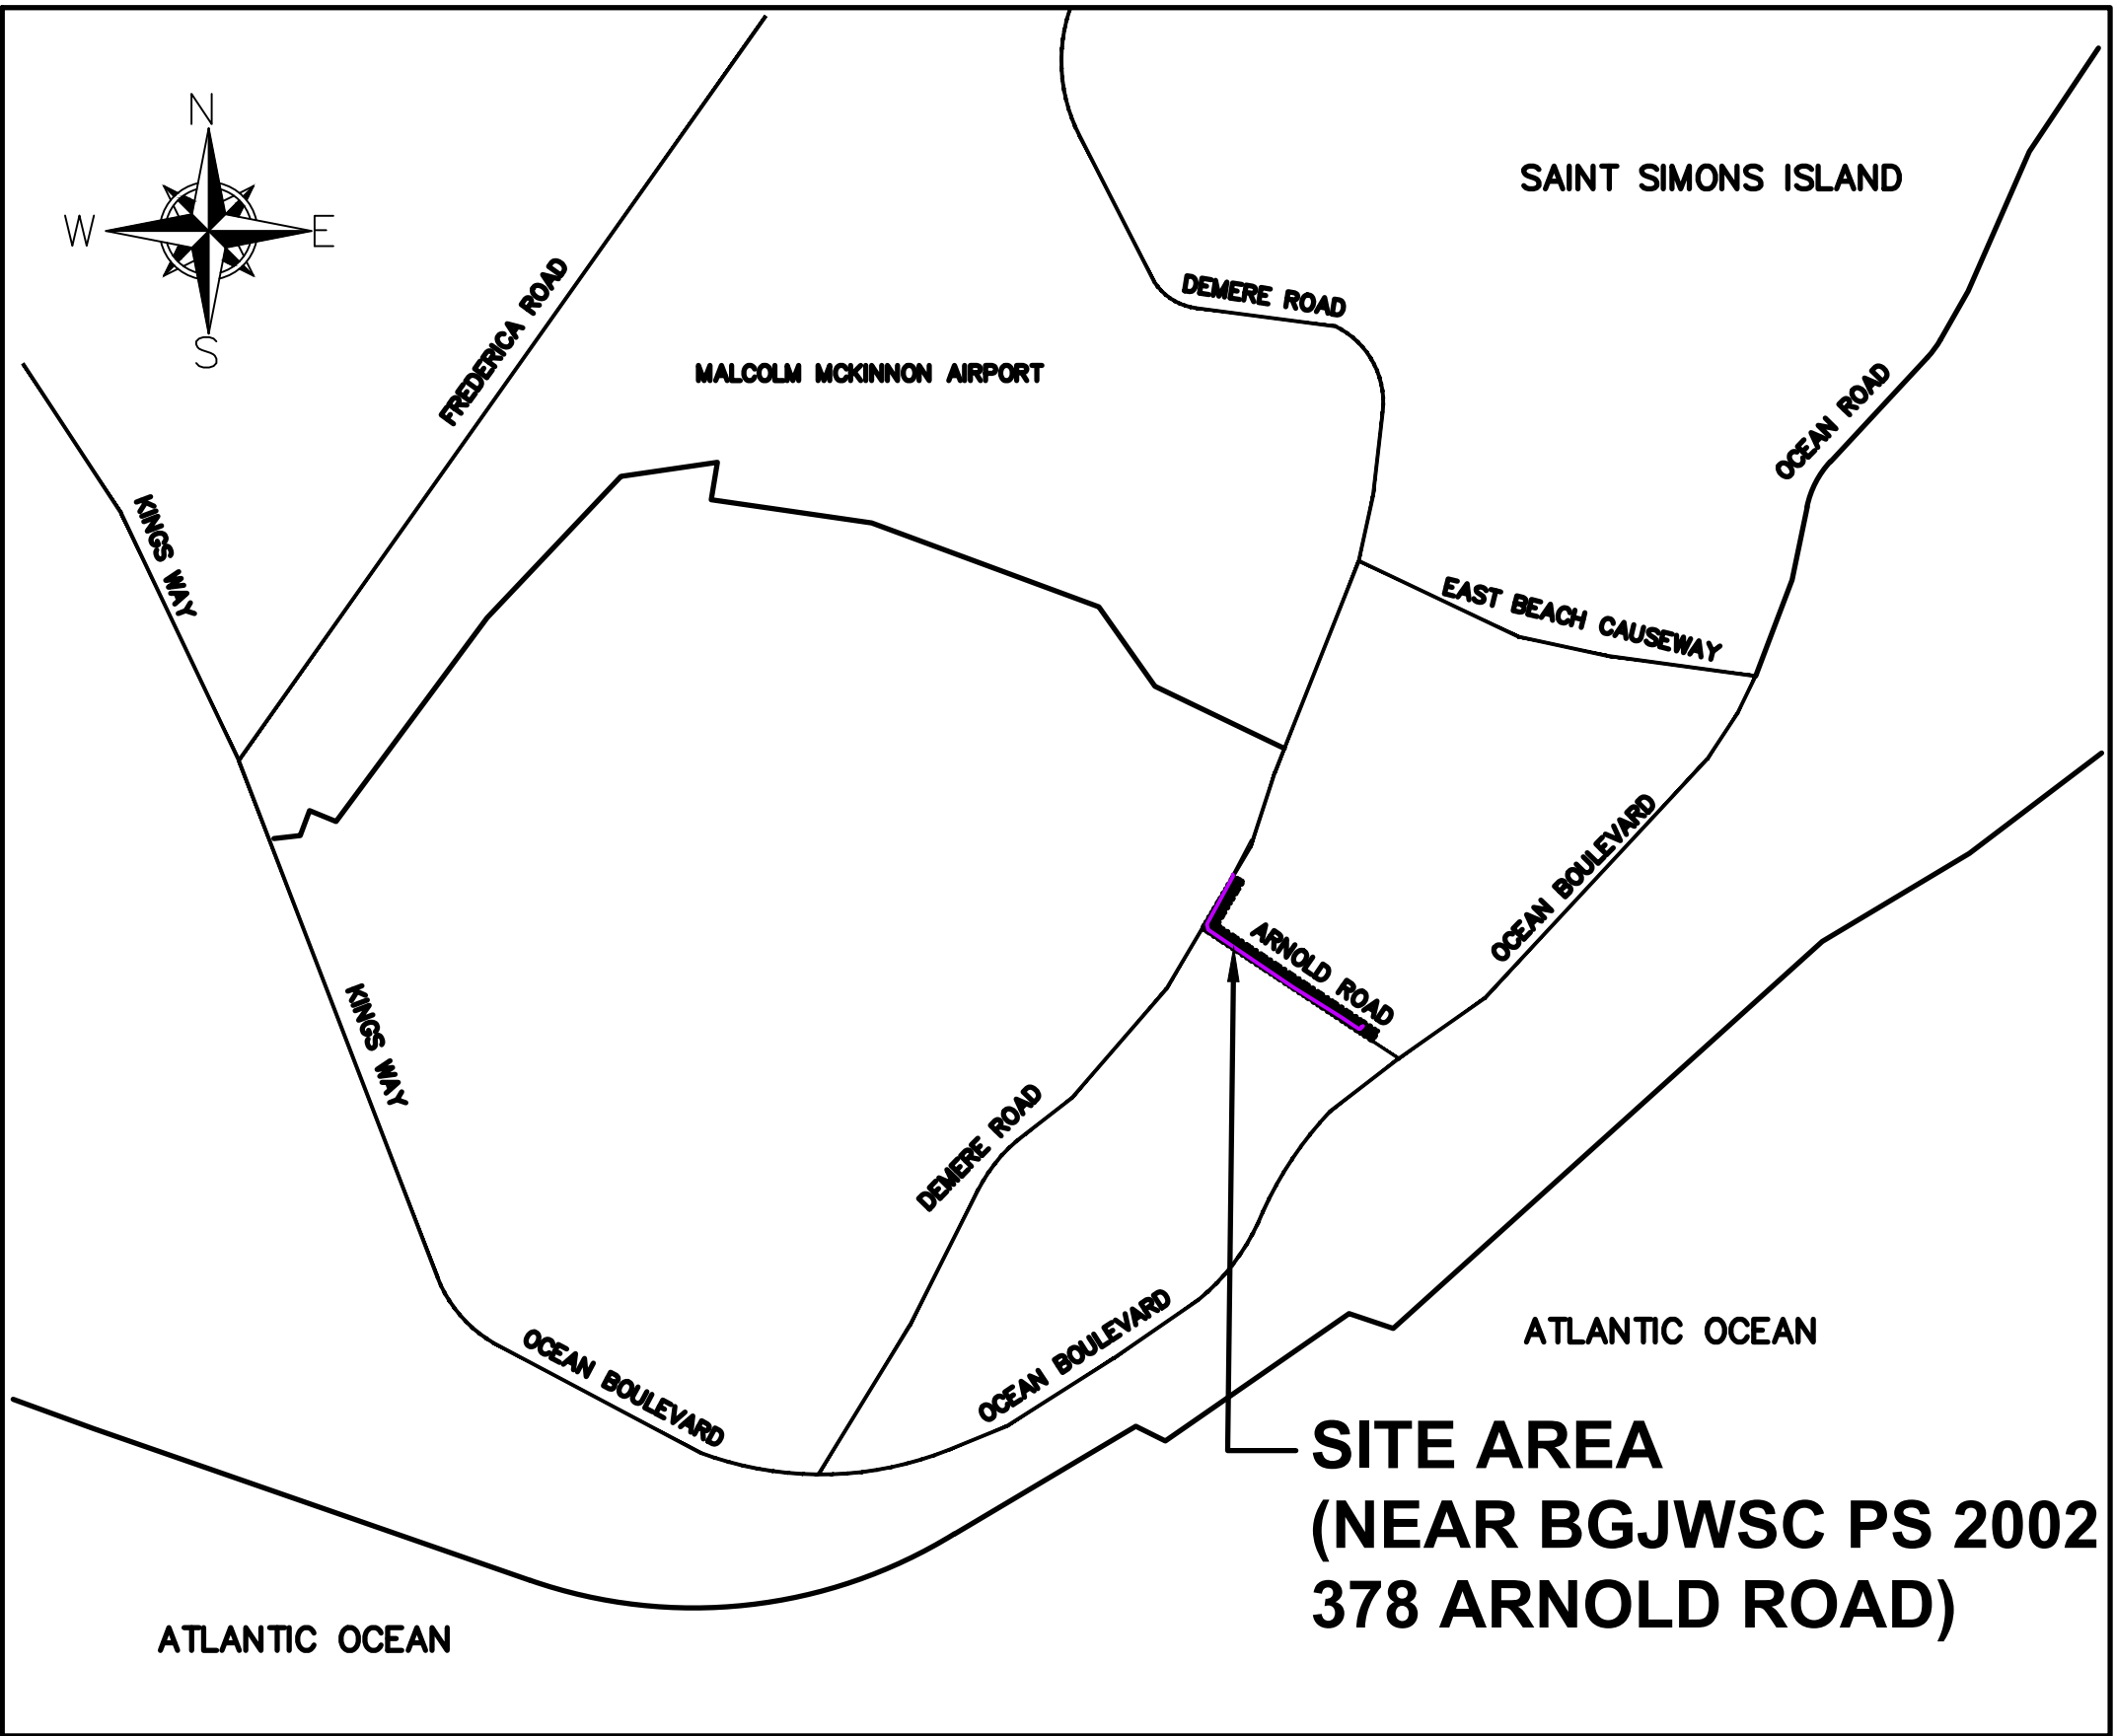 N
SAINT SIMONS ISLAND
W
E
S
DEMERE ROAD
FREDERICA ROAD
MALCOLM MCKINNON AIRPORT
OCEAN ROAD
KINGS WAY
EAST BEACH CAUSEWAY
OCEAN BOULEVARD
ARNOLD ROAD
KINGS WAY
DEMERE ROAD
OCEAN BOULEVARD
OCEAN BOULEVARD
ATLANTIC OCEAN
SITE AREA
(NEAR BGJWSC PS 2002
378 ARNOLD ROAD)
ATLANTIC OCEAN